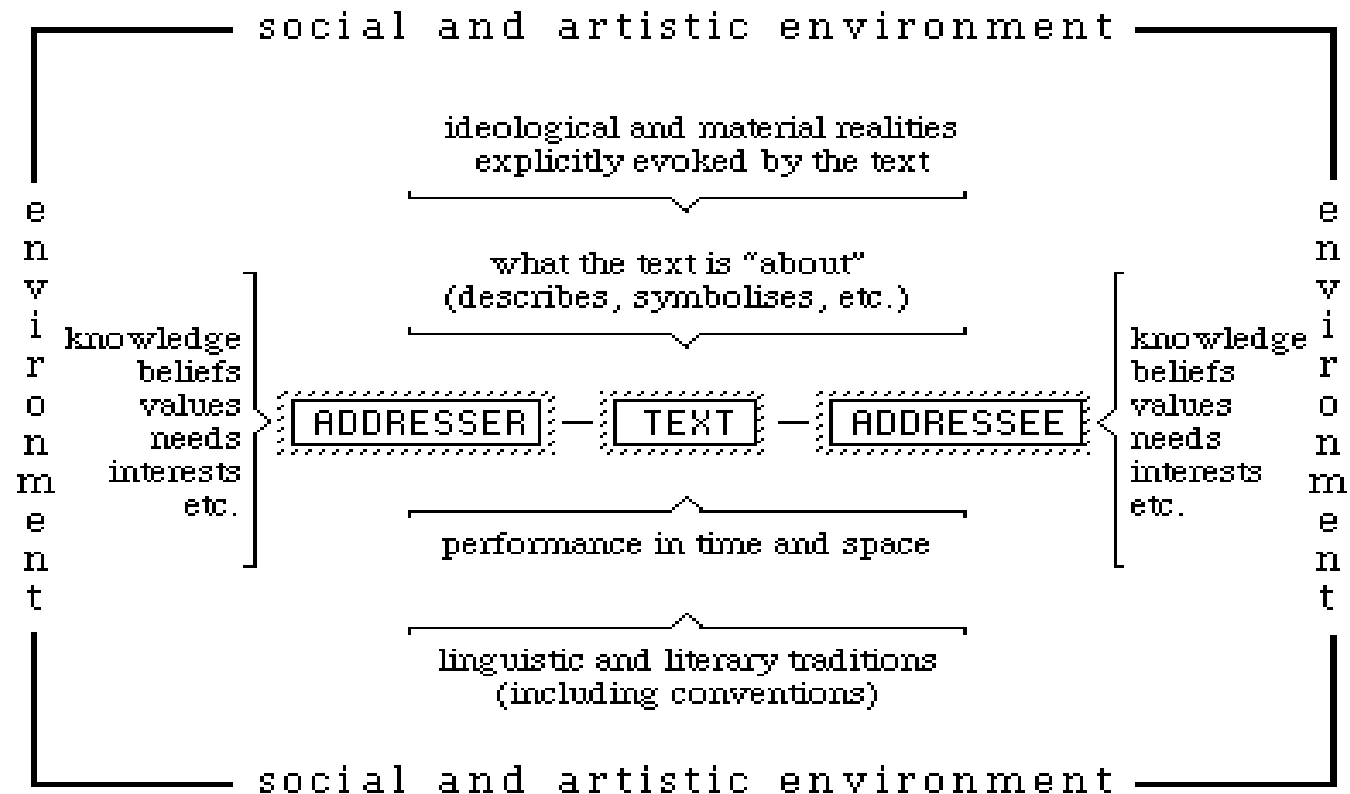 social and artistic environment
ideological and material realities
explicitly evoked by the text
what the text is “about”
(describes, symbolises, etc.)
environment
knowledge
beliefs
values
needs
interests
etc.
ADDRESSER — TEXT — ADDRESSEE
knowledge
beliefs
values
needs
interests
etc.
environment
performance in time and space
linguistic and literary traditions
(including conventions)
social and artistic environment